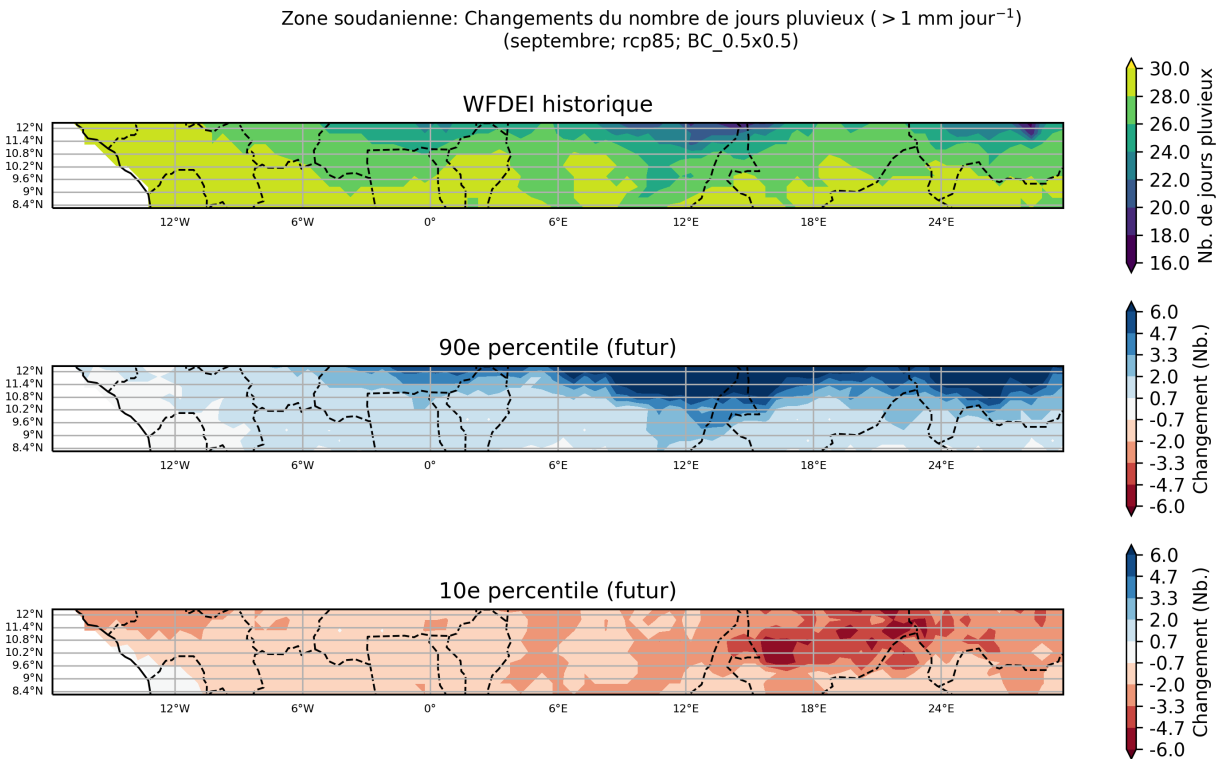 Zone soudanienne: Changements du nombre de jours pluvieux ( > 1 mm jour⁻¹)
(septembre; rcp85; BC_0.5x0.5)
WFDEI historique
12°N
11.4°N
10.8°N
10.2°N
9.6°N
9°N
8.4°N
12°W 6°W 0° 6°E 12°E 18°E 24°E
30.0
28.0
26.0
24.0
22.0
20.0
18.0
16.0
Nb. de jours pluvieux
90e percentile (futur)
12°N
11.4°N
10.8°N
10.2°N
9.6°N
9°N
8.4°N
12°W 6°W 0° 6°E 12°E 18°E 24°E
6.0
4.7
3.3
2.0
0.7
-0.7
-2.0
-3.3
-4.7
-6.0
Changement (Nb.)
10e percentile (futur)
12°N
11.4°N
10.8°N
10.2°N
9.6°N
9°N
8.4°N
12°W 6°W 0° 6°E 12°E 18°E 24°E
6.0
4.7
3.3
2.0
0.7
-0.7
-2.0
-3.3
-4.7
-6.0
Changement (Nb.)